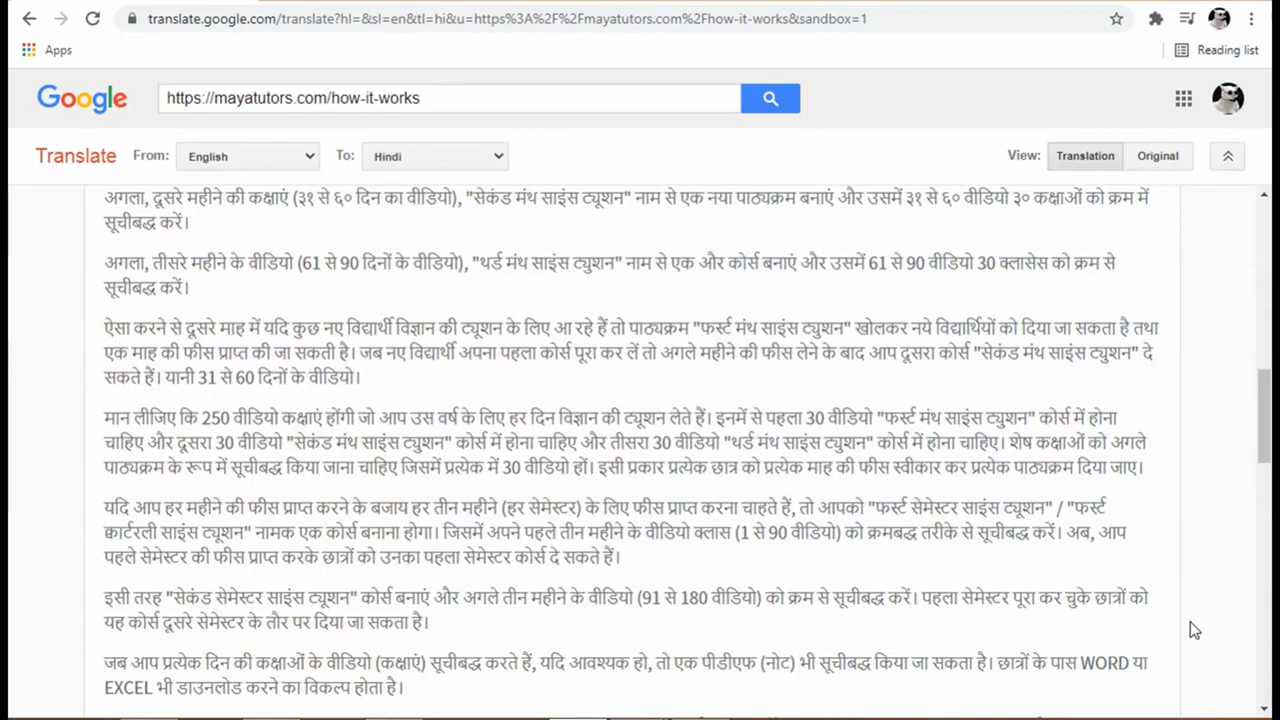 translate.google.com/translate?hl=&sl=en&tl=hi&u=https%3A%2F%2Fmayatutors.com%2Fhow-it-works&sandbox=1
Apps
Reading list
Google
https://mayatutors.com/how-it-works
Translate From: English To: Hindi View: Translation Original
अगला, दूसरे महीने की कक्षाएं (३१ से ६० दिन का वीडियो), "सेकंड मंथ साइंस ट्यूशन" नाम से एक नया पाठ्यक्रम बनाएं और उसमें ३१ से ६० वीडियो ३० कक्षाओं को क्रम में
सूचीबद्ध करें।
अगला, तीसरे महीने के वीडियो (61 से 90 दिनों के वीडियो), "थर्ड मंथ साइंस ट्युशन" नाम से एक और कोर्स बनाएं और उसमें 61 से 90 वीडियो 30 क्लासेस को क्रम से
सूचीबद्ध करें।
ऐसा करने से दूसरे माह में यदि कुछ नए विद्यार्थी विज्ञान की ट्यूशन के लिए आ रहे हैं तो पाठ्यक्रम "फर्स्ट मंथ साइंस ट्युशन" खोलकर नये विद्यार्थियों को दिया जा सकता है तथा
एक माह की फीस प्राप्त की जा सकती है। जब नए विद्यार्थी अपना पहला कोर्स पूरा कर लें तो अगले महीने की फीस लेने के बाद आप दूसरा कोर्स "सेकंड मंथ साइंस ट्युशन" दे
सकते हैं। यानी 31 से 60 दिनों के वीडियो।
मान लीजिए कि 250 वीडियो कक्षाएं होंगी जो आप उस वर्ष के लिए हर दिन विज्ञान की ट्यूशन लेते हैं। इनमें से पहला 30 वीडियो "फर्स्ट मंथ साइंस ट्युशन" कोर्स में होना
चाहिए और दूसरा 30 वीडियो "सेकंड मंथ साइंस ट्युशन" कोर्स में होना चाहिए और तीसरा 30 वीडियो "थर्ड मंथ साइंस ट्युशन" कोर्स में होना चाहिए। शेष कक्षाओं को अगले
पाठ्यक्रम के रूप में सूचीबद्ध किया जाना चाहिए जिसमें प्रत्येक में 30 वीडियो हों। इसी प्रकार प्रत्येक छात्र को प्रत्येक माह की फीस स्वीकार कर प्रत्येक पाठ्यक्रम दिया जाए।
यदि आप हर महीने की फीस प्राप्त करने के बजाय हर तीन महीने (हर सेमेस्टर) के लिए फीस प्राप्त करना चाहते हैं, तो आपको "फर्स्ट सेमेस्टर साइंस ट्यूशन" / "फर्स्ट
क्वार्टरली साइंस ट्यूशन" नामक एक कोर्स बनाना होगा। जिसमें अपने पहले तीन महीने के वीडियो क्लास (1 से 90 वीडियो) को क्रमबद्ध तरीके से सूचीबद्ध करें। अब, आप
पहले सेमेस्टर की फीस प्राप्त करके छात्रों को उनका पहला सेमेस्टर कोर्स दे सकते हैं।
इसी तरह "सेकंड सेमेस्टर साइंस ट्यूशन" कोर्स बनाएं और अगले तीन महीने के वीडियो (91 से 180 वीडियो) को क्रम से सूचीबद्ध करें। पहला सेमेस्टर पूरा कर चुके छात्रों को
यह कोर्स दूसरे सेमेस्टर के तौर पर दिया जा सकता है।
जब आप प्रत्येक दिन की कक्षाओं के वीडियो (कक्षाएं) सूचीबद्ध करते हैं, यदि आवश्यक हो, तो एक पीडीएफ (नोट) भी सूचीबद्ध किया जा सकता है। छात्रों के पास WORD या
EXCEL भी डाउनलोड करने का विकल्प होता है।